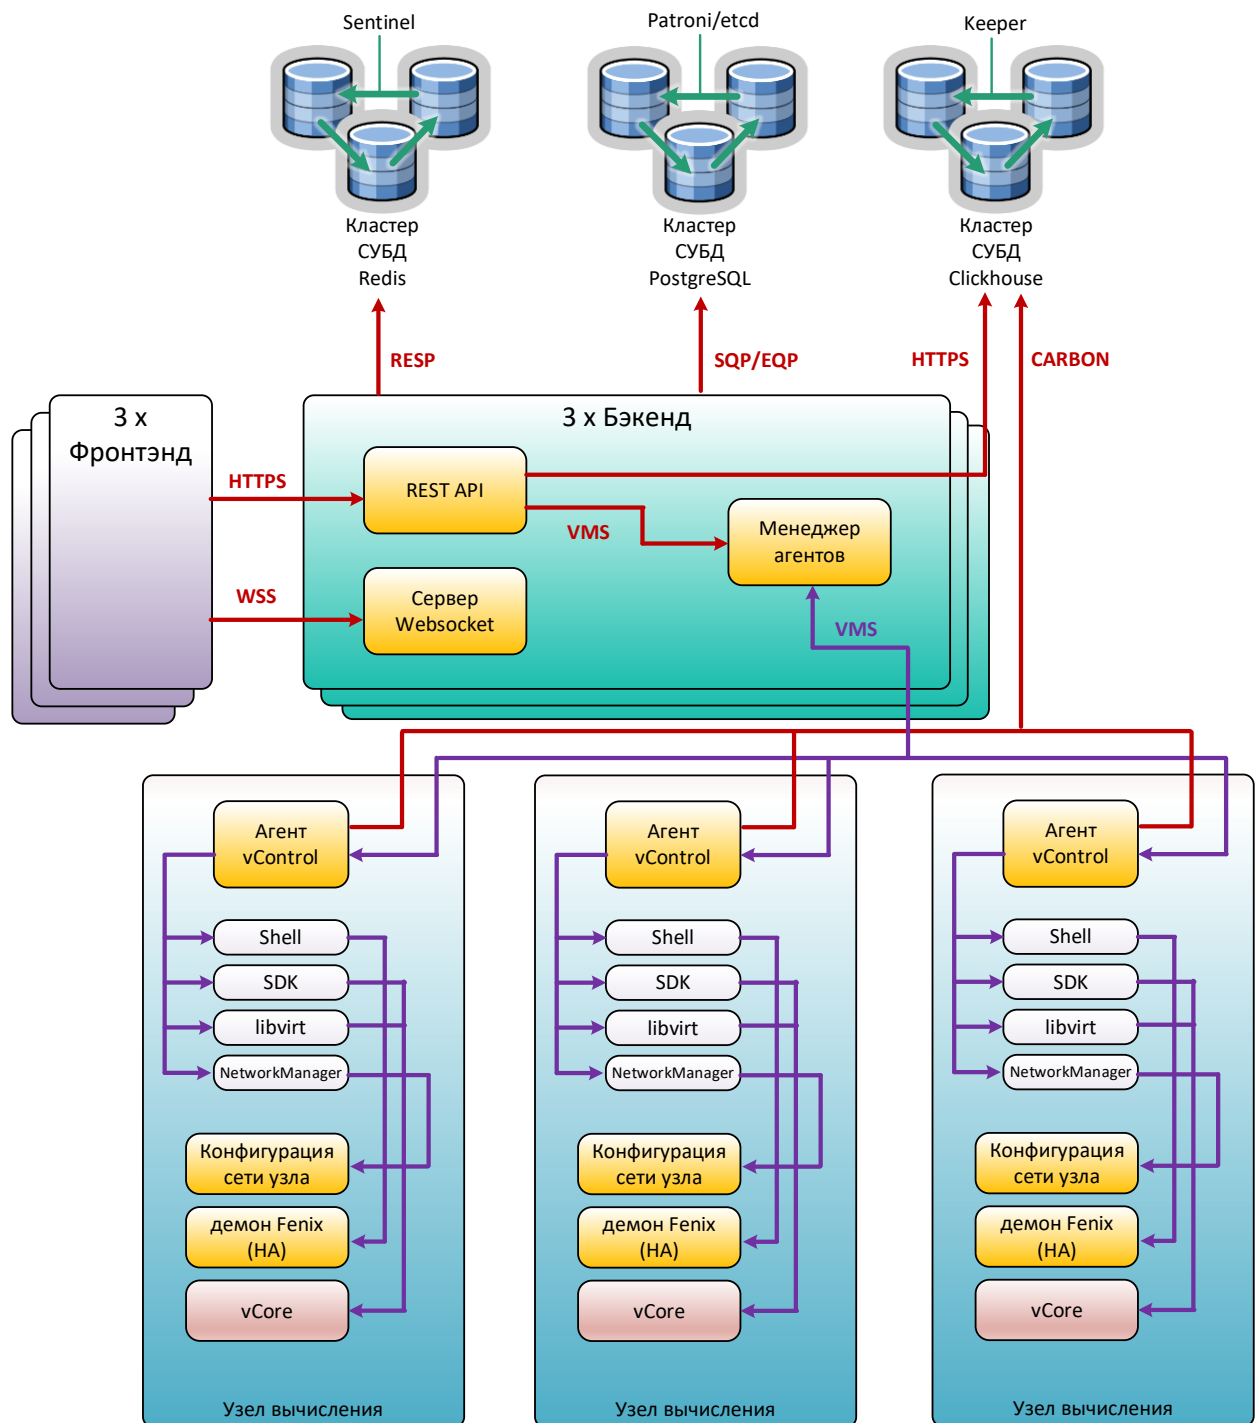 Sentinel
Patroni/etcd
Keeper
Кластер
СУБД
Redis
Кластер
СУБД
PostgreSQL
Кластер
СУБД
Clickhouse
RESP
SQP/EQP
HTTPS
CARBON
3 x
Фронтэнд
3 x Бэкенд
HTTPS
REST API
VMS
Менеджер
агентов
WSS
Сервер
Websocket
VMS
Агент
vControl
Shell
SDK
libvirt
NetworkManager
Конфигурация
сети узла
демон Fenix
(HA)
vCore
Узел вычисления
Агент
vControl
Shell
SDK
libvirt
NetworkManager
Конфигурация
сети узла
демон Fenix
(HA)
vCore
Узел вычисления
Агент
vControl
Shell
SDK
libvirt
NetworkManager
Конфигурация
сети узла
демон Fenix
(HA)
vCore
Узел вычисления